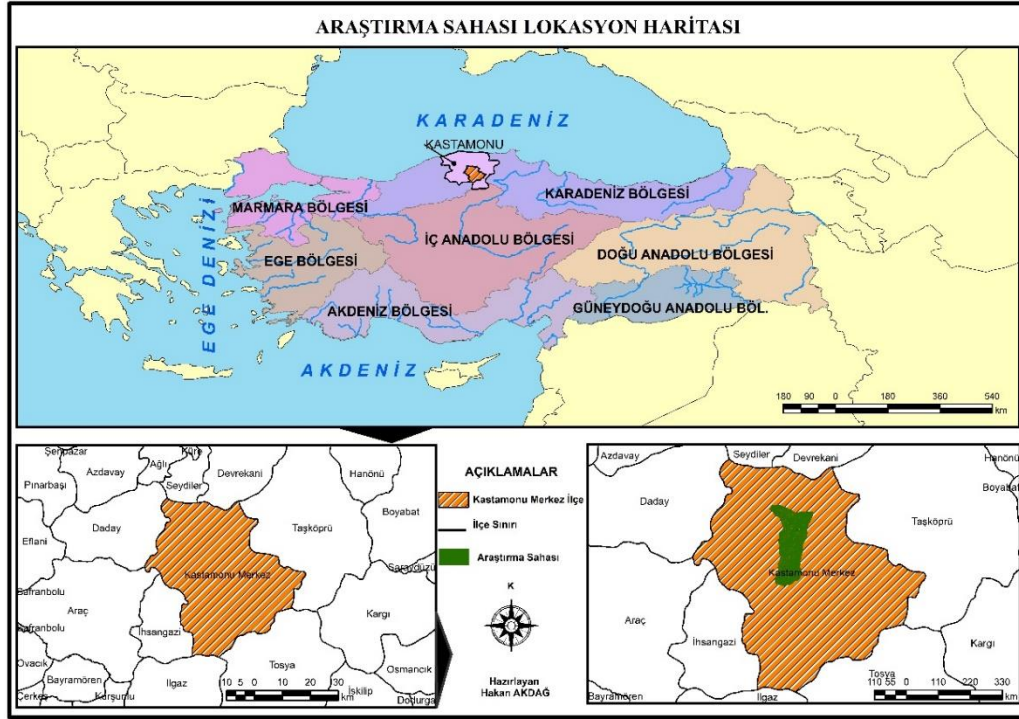 ARAŞTIRMA SAHASI LOKASYON HARİTASI
KARADENİZ
KASTAMONU
KARADENİZ BÖLGESİ
MARMARA BÖLGESİ
İÇ ANADOLU BÖLGESİ
DOĞU ANADOLU BÖLGESİ
EGE BÖLGESİ
EGE DENİZİ
AKDENİZ BÖLGESİ
GÜNEYDOĞU ANADOLU BÖL.
AKDENİZ
180 90 0 180 360 540
km
Şenpazar
Küre
Ağlı
Azdavay
Devrekani
Hanönü
Pınarbaşı
Seydiler
Boyabat
Daday
Taşköprü
Eflani
Saraydüzü
Kastamonu Merkez
Safranbolu
Araç
Kargı
Safranbolu
İhsangazi
Ovacık
Tosya
Osmancık
Bayramören
Ilgaz
İskilip
Çerkeş
Kurşunlu
Dodurga
10 5 0 10 20 30
km
AÇIKLAMALAR
Kastamonu Merkez İlçe
İlçe Sınırı
Araştırma Sahası
K
Hazırlayan
Hakan AKDAĞ
Azdavay
Seydiler
Devrekani
Hanönü
Boyabat
Daday
Taşköprü
Kastamonu Merkez
Araç
İhsangazi
Kargı
Tosya
Bayramören
Ilgaz
110 55 0 110 220 330
km